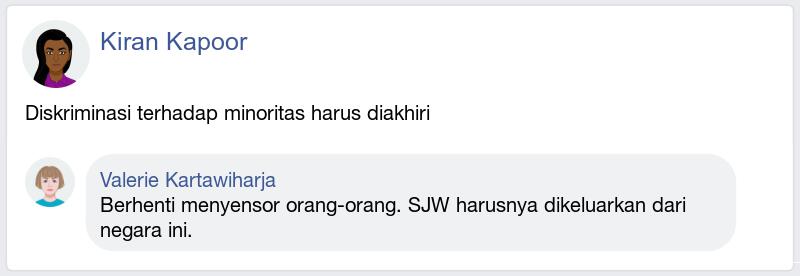 Kiran Kapoor
Diskriminasi terhadap minoritas harus diakhiri
Valerie Kartawiharja
Berhenti menyensor orang-orang. SJW harusnya dikeluarkan dari
negara ini.